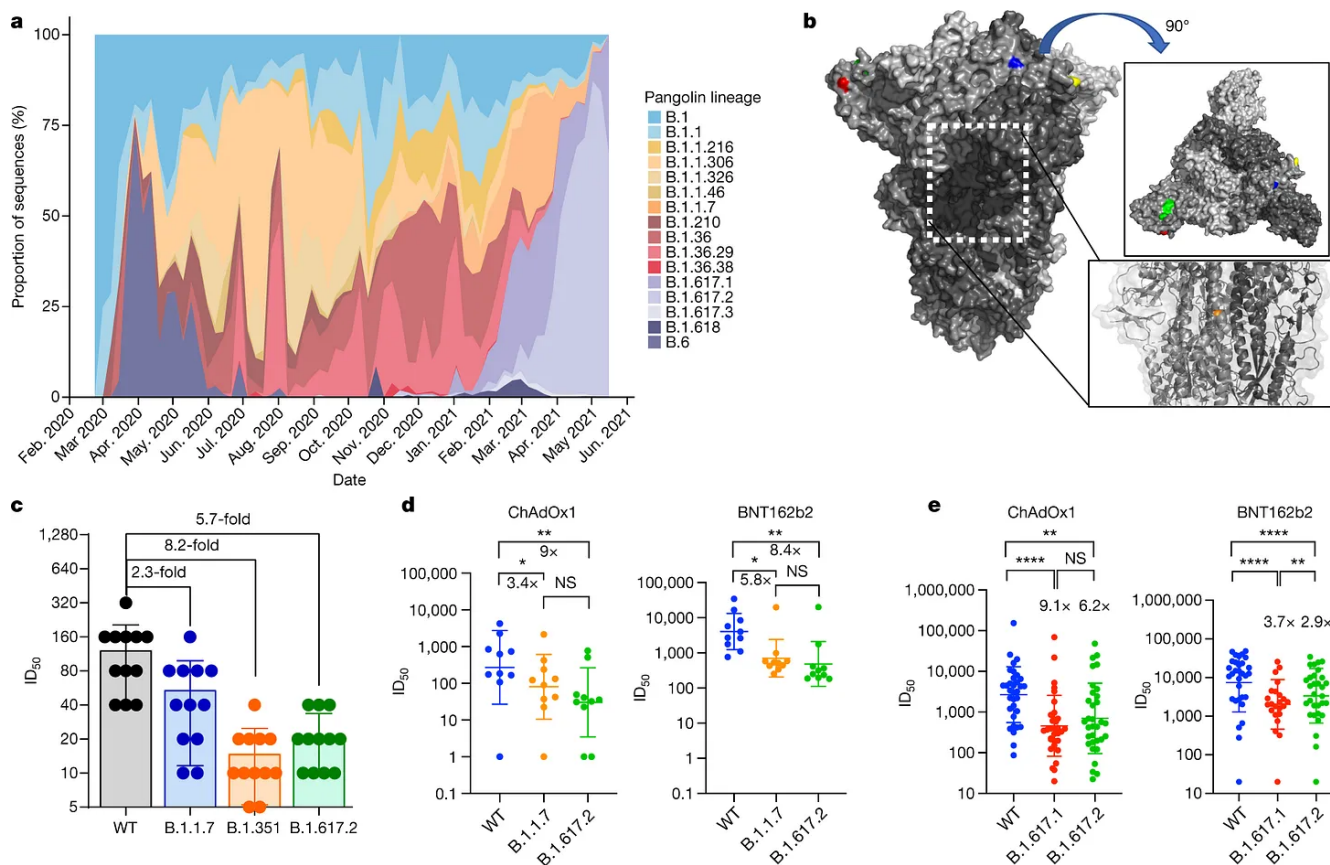 a
100
75
50
25
0
Proportion of sequences (%)
Feb. 2020
Mar 2020
Apr. 2020
May. 2020
Jun. 2020
Jul. 2020
Aug. 2020
Sep. 2020
Oct. 2020
Nov. 2020
Dec. 2020
Jan. 2021
Feb. 2021
Mar. 2021
Apr. 2021
May 2021
Jun. 2021
Date
Pangolin lineage
B.1
B.1.1
B.1.1.216
B.1.1.306
B.1.1.326
B.1.1.46
B.1.1.7
B.1.210
B.1.36
B.1.36.29
B.1.36.38
B.1.617.1
B.1.617.2
B.1.617.3
B.1.618
B.6
b
90°
c
5.7-fold
8.2-fold
2.3-fold
1,280
640
320
160
80
40
20
10
5
ID50
WT
B.1.1.7
B.1.351
B.1.617.2
d
ChAdOx1
**
9×
*
3.4×
NS
100,000
10,000
1,000
100
10
1
0.1
ID50
WT
B.1.1.7
B.1.617.2
BNT162b2
**
8.4×
*
5.8×
NS
100,000
10,000
1,000
100
10
1
0.1
ID50
WT
B.1.1.7
B.1.617.2
e
ChAdOx1
**
****
NS
9.1×
6.2×
1,000,000
100,000
10,000
1,000
100
10
ID50
WT
B.1.617.1
B.1.617.2
BNT162b2
****
****
**
3.7×
2.9×
1,000,000
100,000
10,000
1,000
100
10
ID50
WT
B.1.617.1
B.1.617.2